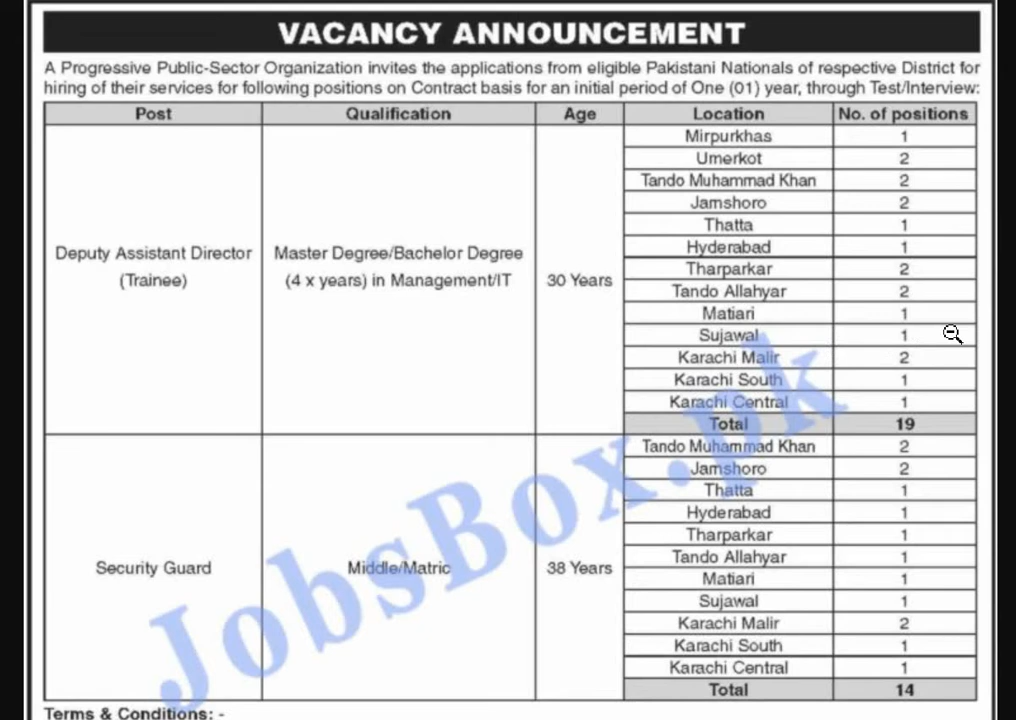 VACANCY ANNOUNCEMENT
A Progressive Public-Sector Organization invites the applications from eligible Pakistani Nationals of respective District for
hiring of their services for following positions on Contract basis for an initial period of One (01) year, through Test/Interview:
Post Qualification Age Location No. of positions
Deputy Assistant Director
(Trainee)
Master Degree/Bachelor Degree
(4 x years) in Management/IT
30 Years
Mirpurkhas 1
Umerkot 2
Tando Muhammad Khan 2
Jamshoro 2
Thatta 1
Hyderabad 1
Tharparkar 2
Tando Allahyar 2
Matiari 1
Sujawal 1
Karachi Malir 2
Karachi South 1
Karachi Central 1
Total 19
Security Guard
Middle/Matric
38 Years
Tando Muhammad Khan 2
Jamshoro 2
Thatta 1
Hyderabad 1
Tharparkar 1
Tando Allahyar 1
Matiari 1
Sujawal 1
Karachi Malir 2
Karachi South 1
Karachi Central 1
Total 14
Terms & Conditions: -
JobsBox.pk